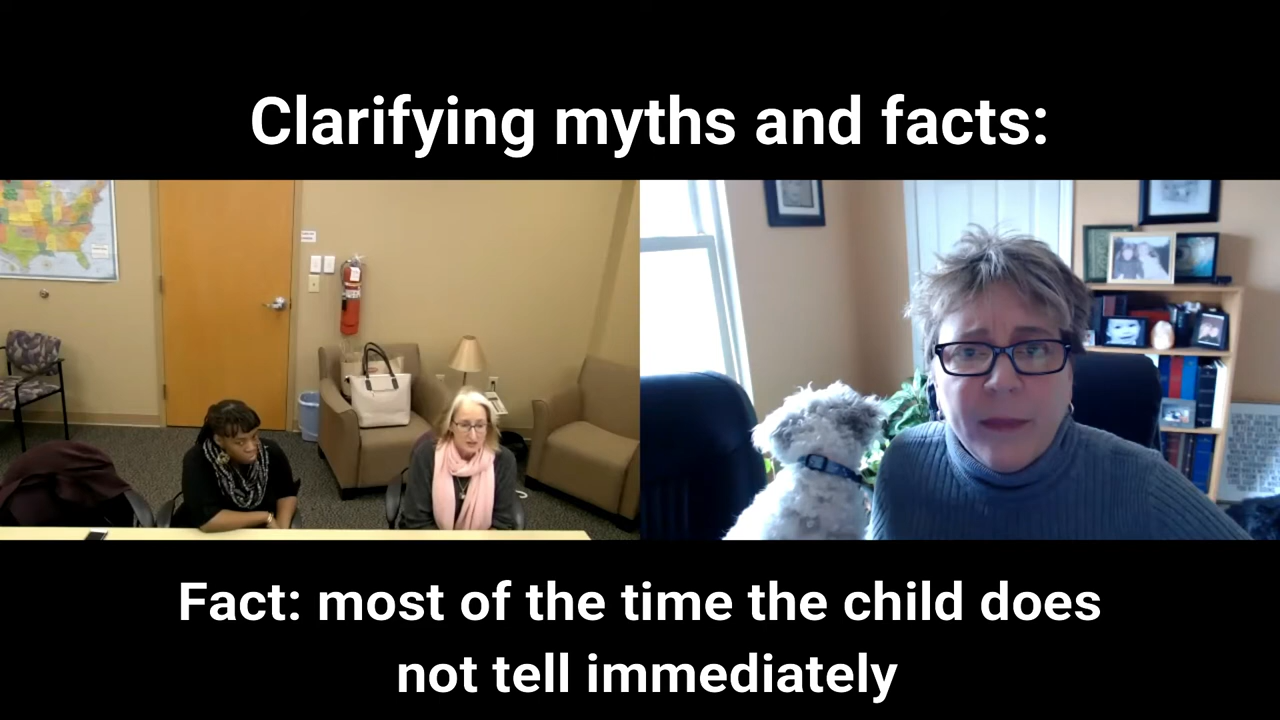 Clarifying myths and facts:
Fact: most of the time the child does
not tell immediately